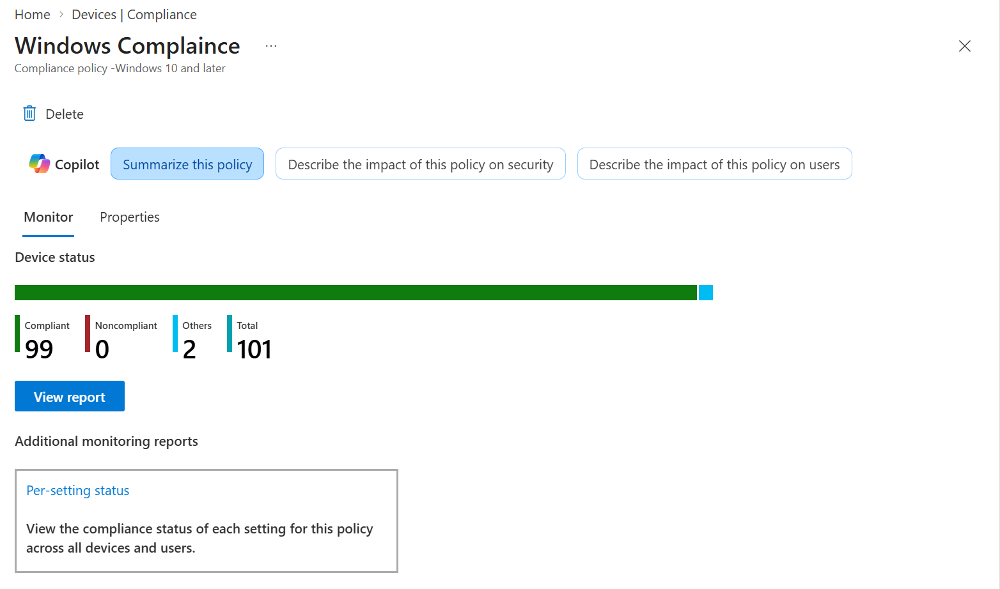 Home > Devices | Compliance
Windows Complaince ...
Compliance policy -Windows 10 and later
Delete
Copilot Summarize this policy Describe the impact of this policy on security Describe the impact of this policy on users
Monitor Properties
Device status
Compliant Noncompliant Others Total
99 0 2 101
View report
Additional monitoring reports
Per-setting status
View the compliance status of each setting for this policy
across all devices and users.